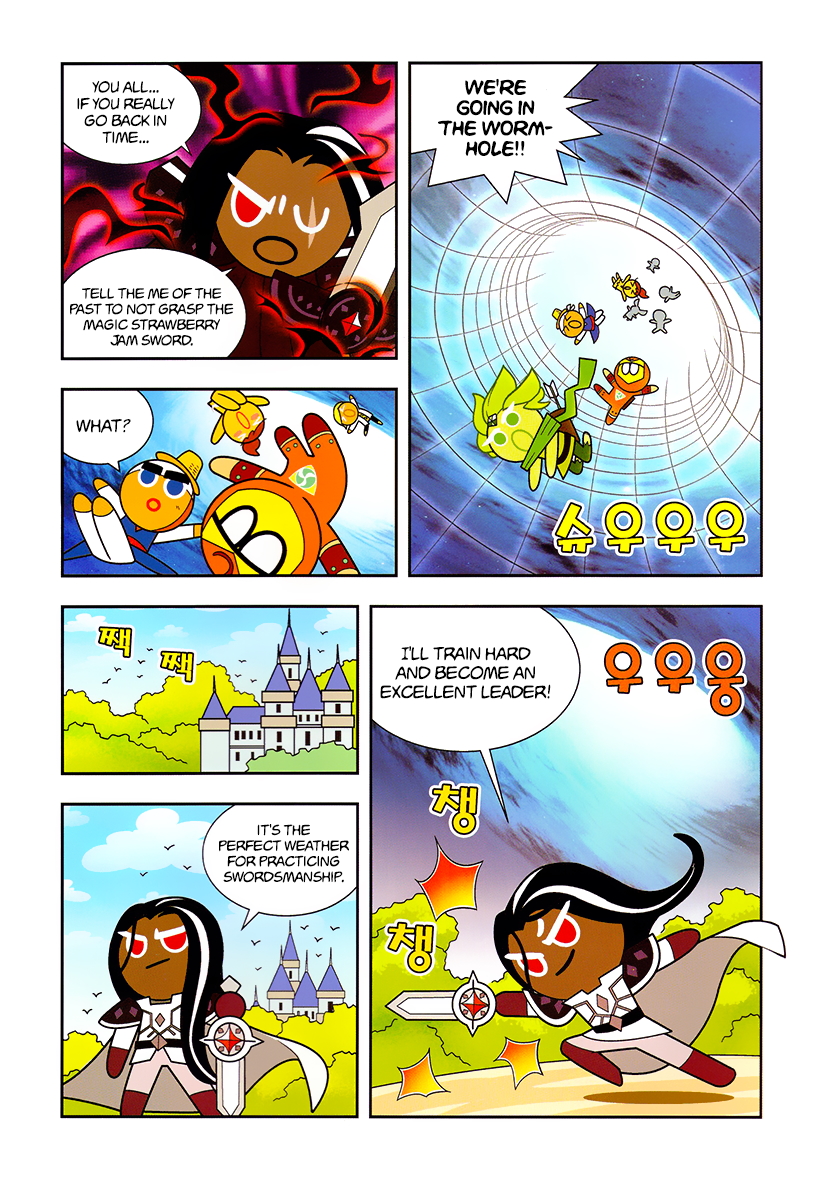 YOU ALL...
IF YOU REALLY
GO BACK IN
TIME...
TELL THE ME OF THE
PAST TO NOT GRASP THE
MAGIC STRAWBERRY
JAM SWORD.
WE'RE
GOING IN
THE WORM-
HOLE!!
슈우우우
WHAT?
B
짹
짹
IT'S THE
PERFECT WEATHER
FOR PRACTICING
SWORDSMANSHIP.
I'LL TRAIN HARD
AND BECOME AN
EXCELLENT LEADER!
우우웅
챙
챙